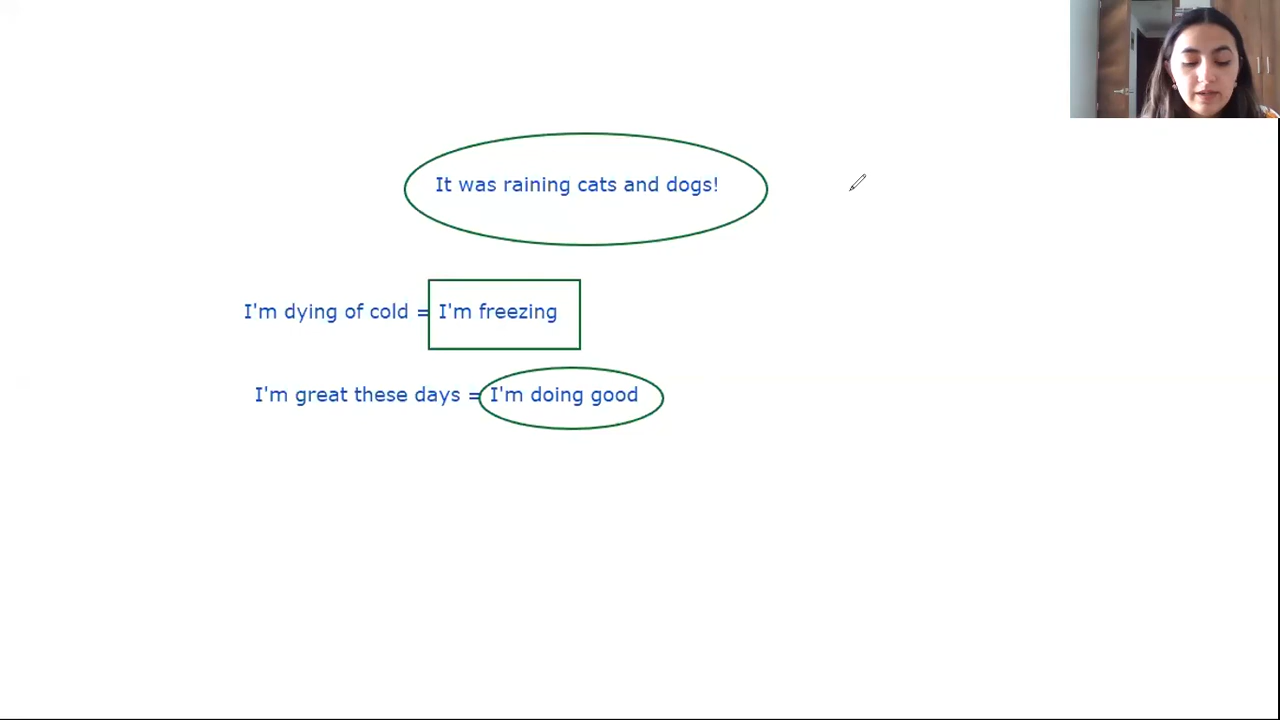 It was raining cats and dogs!
I'm dying of cold = I'm freezing
I'm great these days = I'm doing good